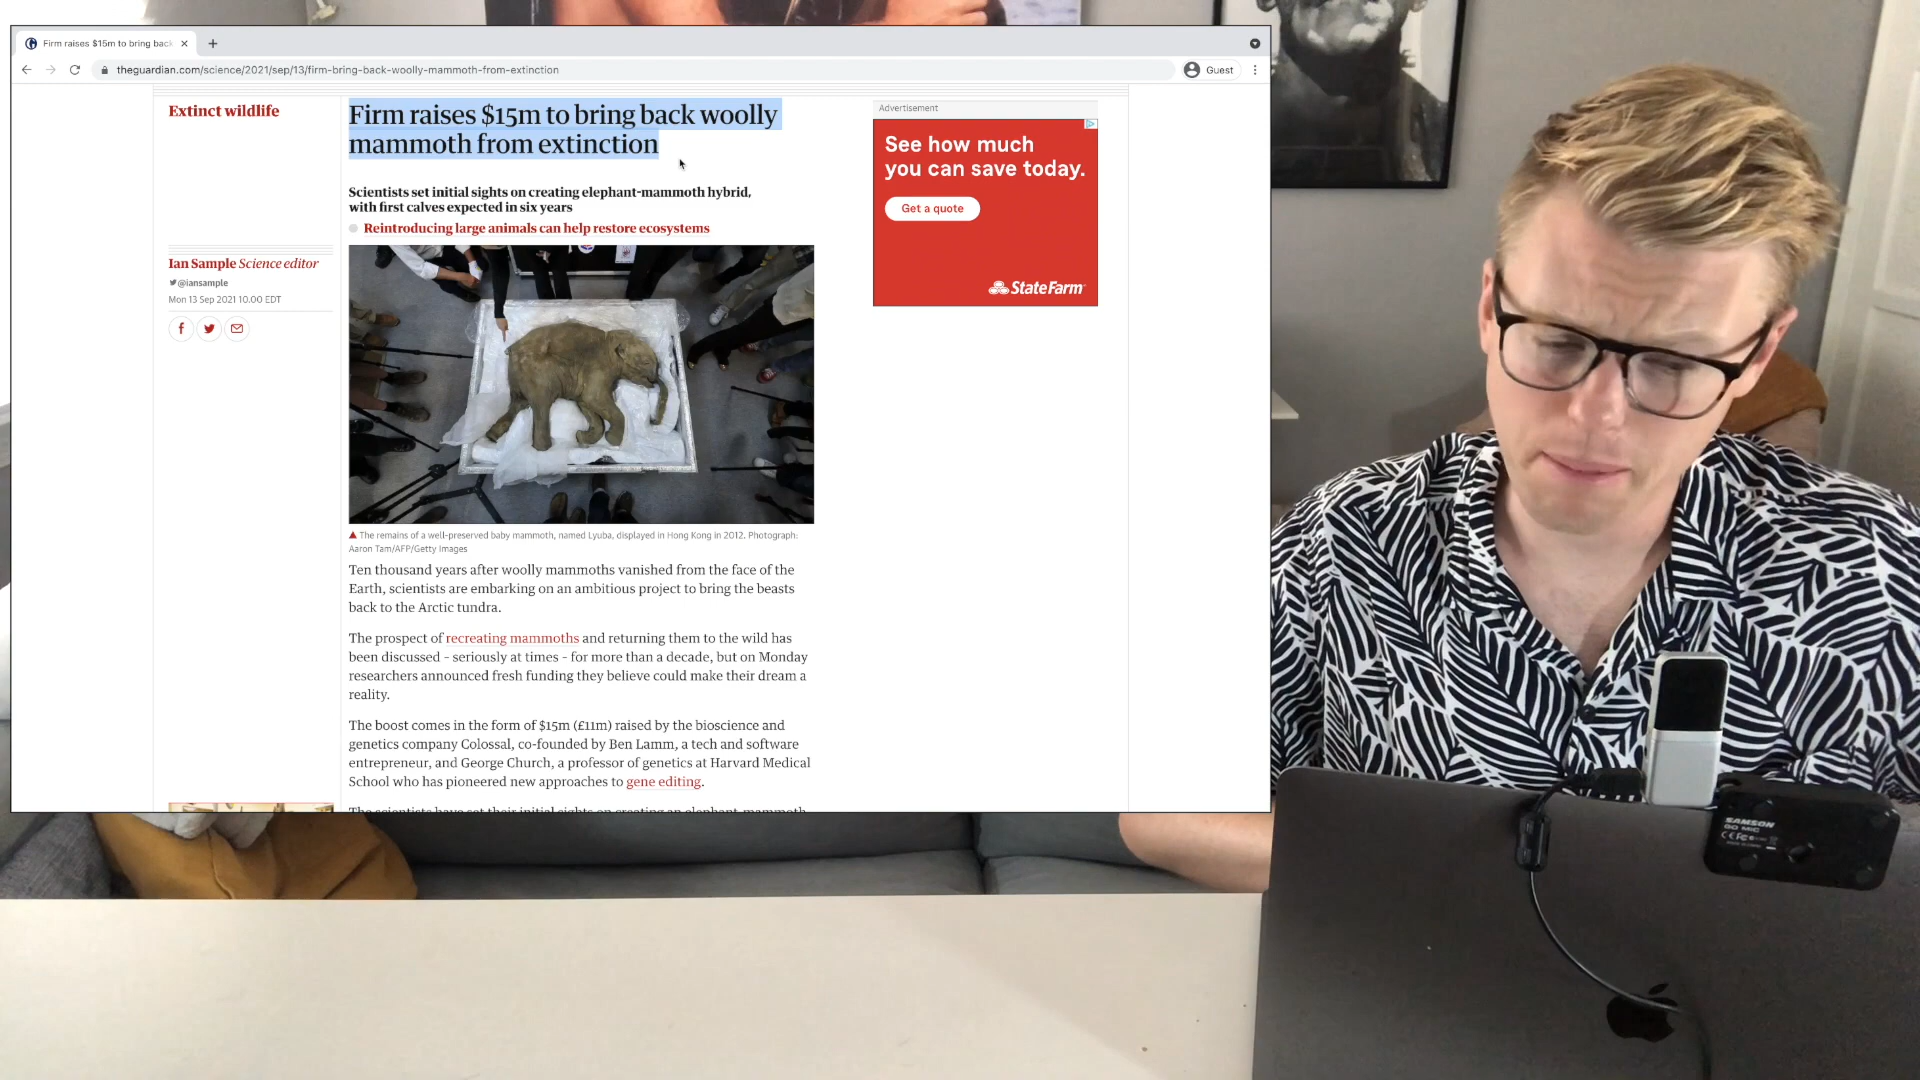 Firm raises $15m to bring back
theguardian.com/science/2021/sep/13/firm-bring-back-woolly-mammoth-from-extinction
Guest
Extinct wildlife
Firm raises $15m to bring back woolly
mammoth from extinction
Scientists set initial sights on creating elephant-mammoth hybrid,
with first calves expected in six years
Reintroducing large animals can help restore ecosystems
Ian Sample Science editor
@iansample
Mon 13 Sep 2021 10.00 EDT
The remains of a well-preserved baby mammoth, named Lyuba, displayed in Hong Kong in 2012. Photograph:
Aaron Tam/AFP/Getty Images
Ten thousand years after woolly mammoths vanished from the face of the
Earth, scientists are embarking on an ambitious project to bring the beasts
back to the Arctic tundra.
The prospect of recreating mammoths and returning them to the wild has
been discussed – seriously at times – for more than a decade, but on Monday
researchers announced fresh funding they believe could make their dream a
reality.
The boost comes in the form of $15m (£11m) raised by the bioscience and
genetics company Colossal, co-founded by Ben Lamm, a tech and software
entrepreneur, and George Church, a professor of genetics at Harvard Medical
School who has pioneered new approaches to gene editing.
The scientists have set their initial sights on creating an elephant-mammoth
Advertisement
See how much
you can save today.
Get a quote
StateFarm
SAMSON
GO MIC